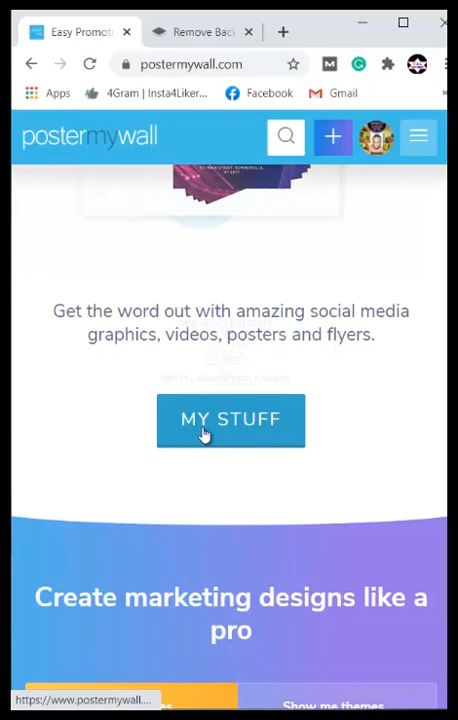 Easy Promoti
Remove Bac
postermywall.com
Apps
4Gram | Insta4Liker...
Facebook
Gmail
postermywall
Get the word out with amazing social media
graphics, videos, posters and flyers.
MY STUFF
Create marketing designs like a
pro
Show me themes
https://www.postermywall....